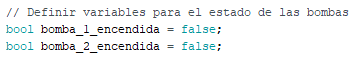 // Definir variables para el estado de las bombas
bool bomba_1_encendida = false;
bool bomba_2_encendida = false;